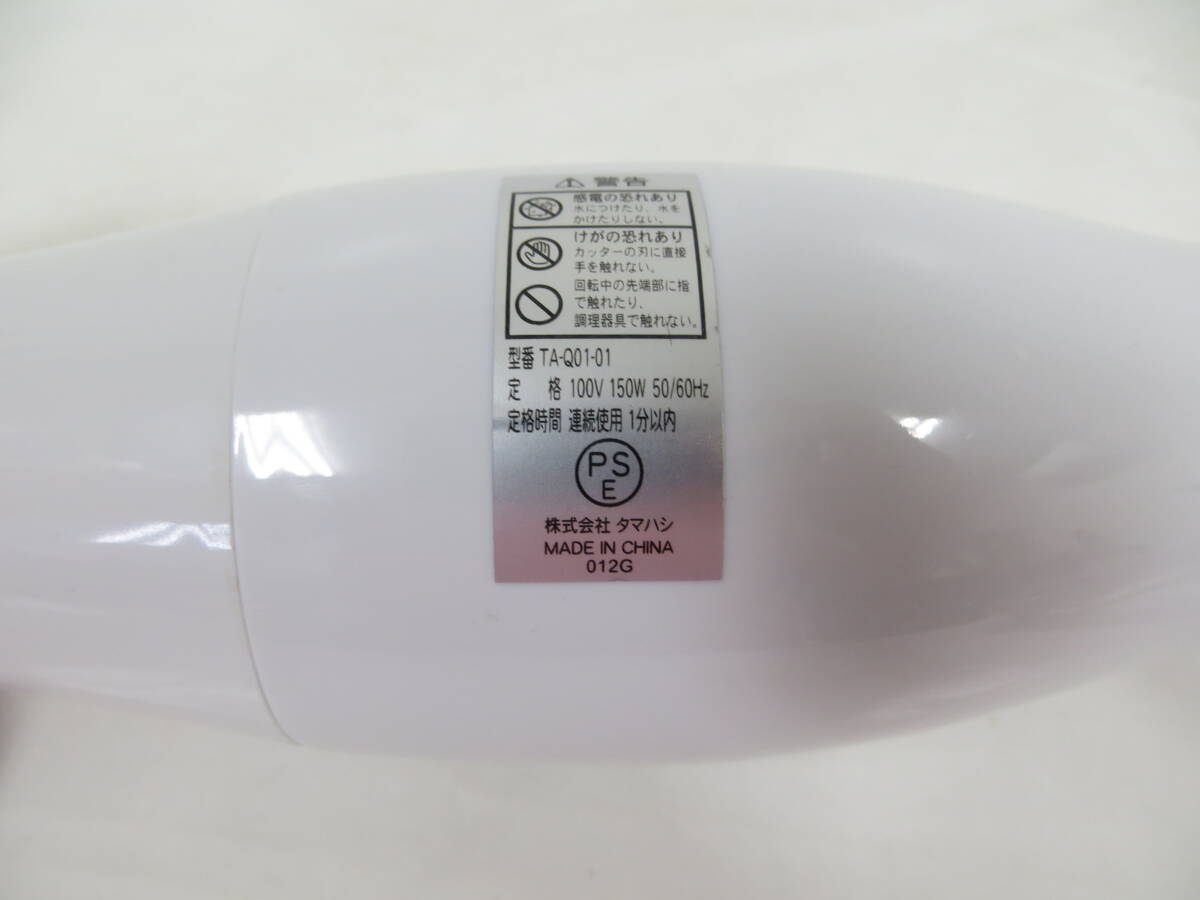 警告
感電の恐れあり
水につけたり、水を
かけたりしない。
けがの恐れあり
カッターの刃に直接
手を触れない。
回転中の先端部に指
で触れたり、
調理器具で触れない。
型番 TA-Q01-01
定 格 100V 150W 50/60Hz
定格時間 連続使用 1分以内
PS
E
株式会社 タマハシ
MADE IN CHINA
012G